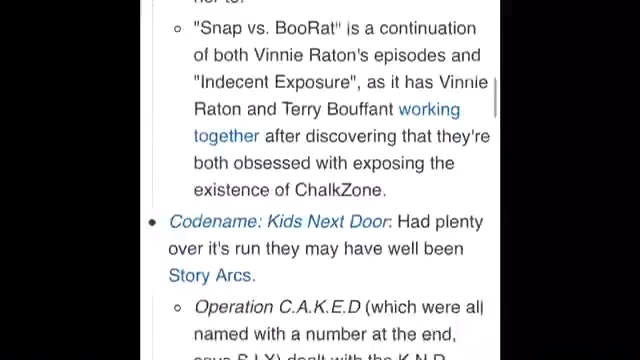 "Snap vs. BooRat" is a continuation
of both Vinnie Raton's episodes and
"Indecent Exposure", as it has Vinnie
Raton and Terry Bouffant working
together after discovering that they're
both obsessed with exposing the
existence of ChalkZone.
Codename: Kids Next Door: Had plenty
over it's run they may have well been
Story Arcs.
Operation C.A.K.E.D (which were all
named with a number at the end,
dealt with the K.N.D